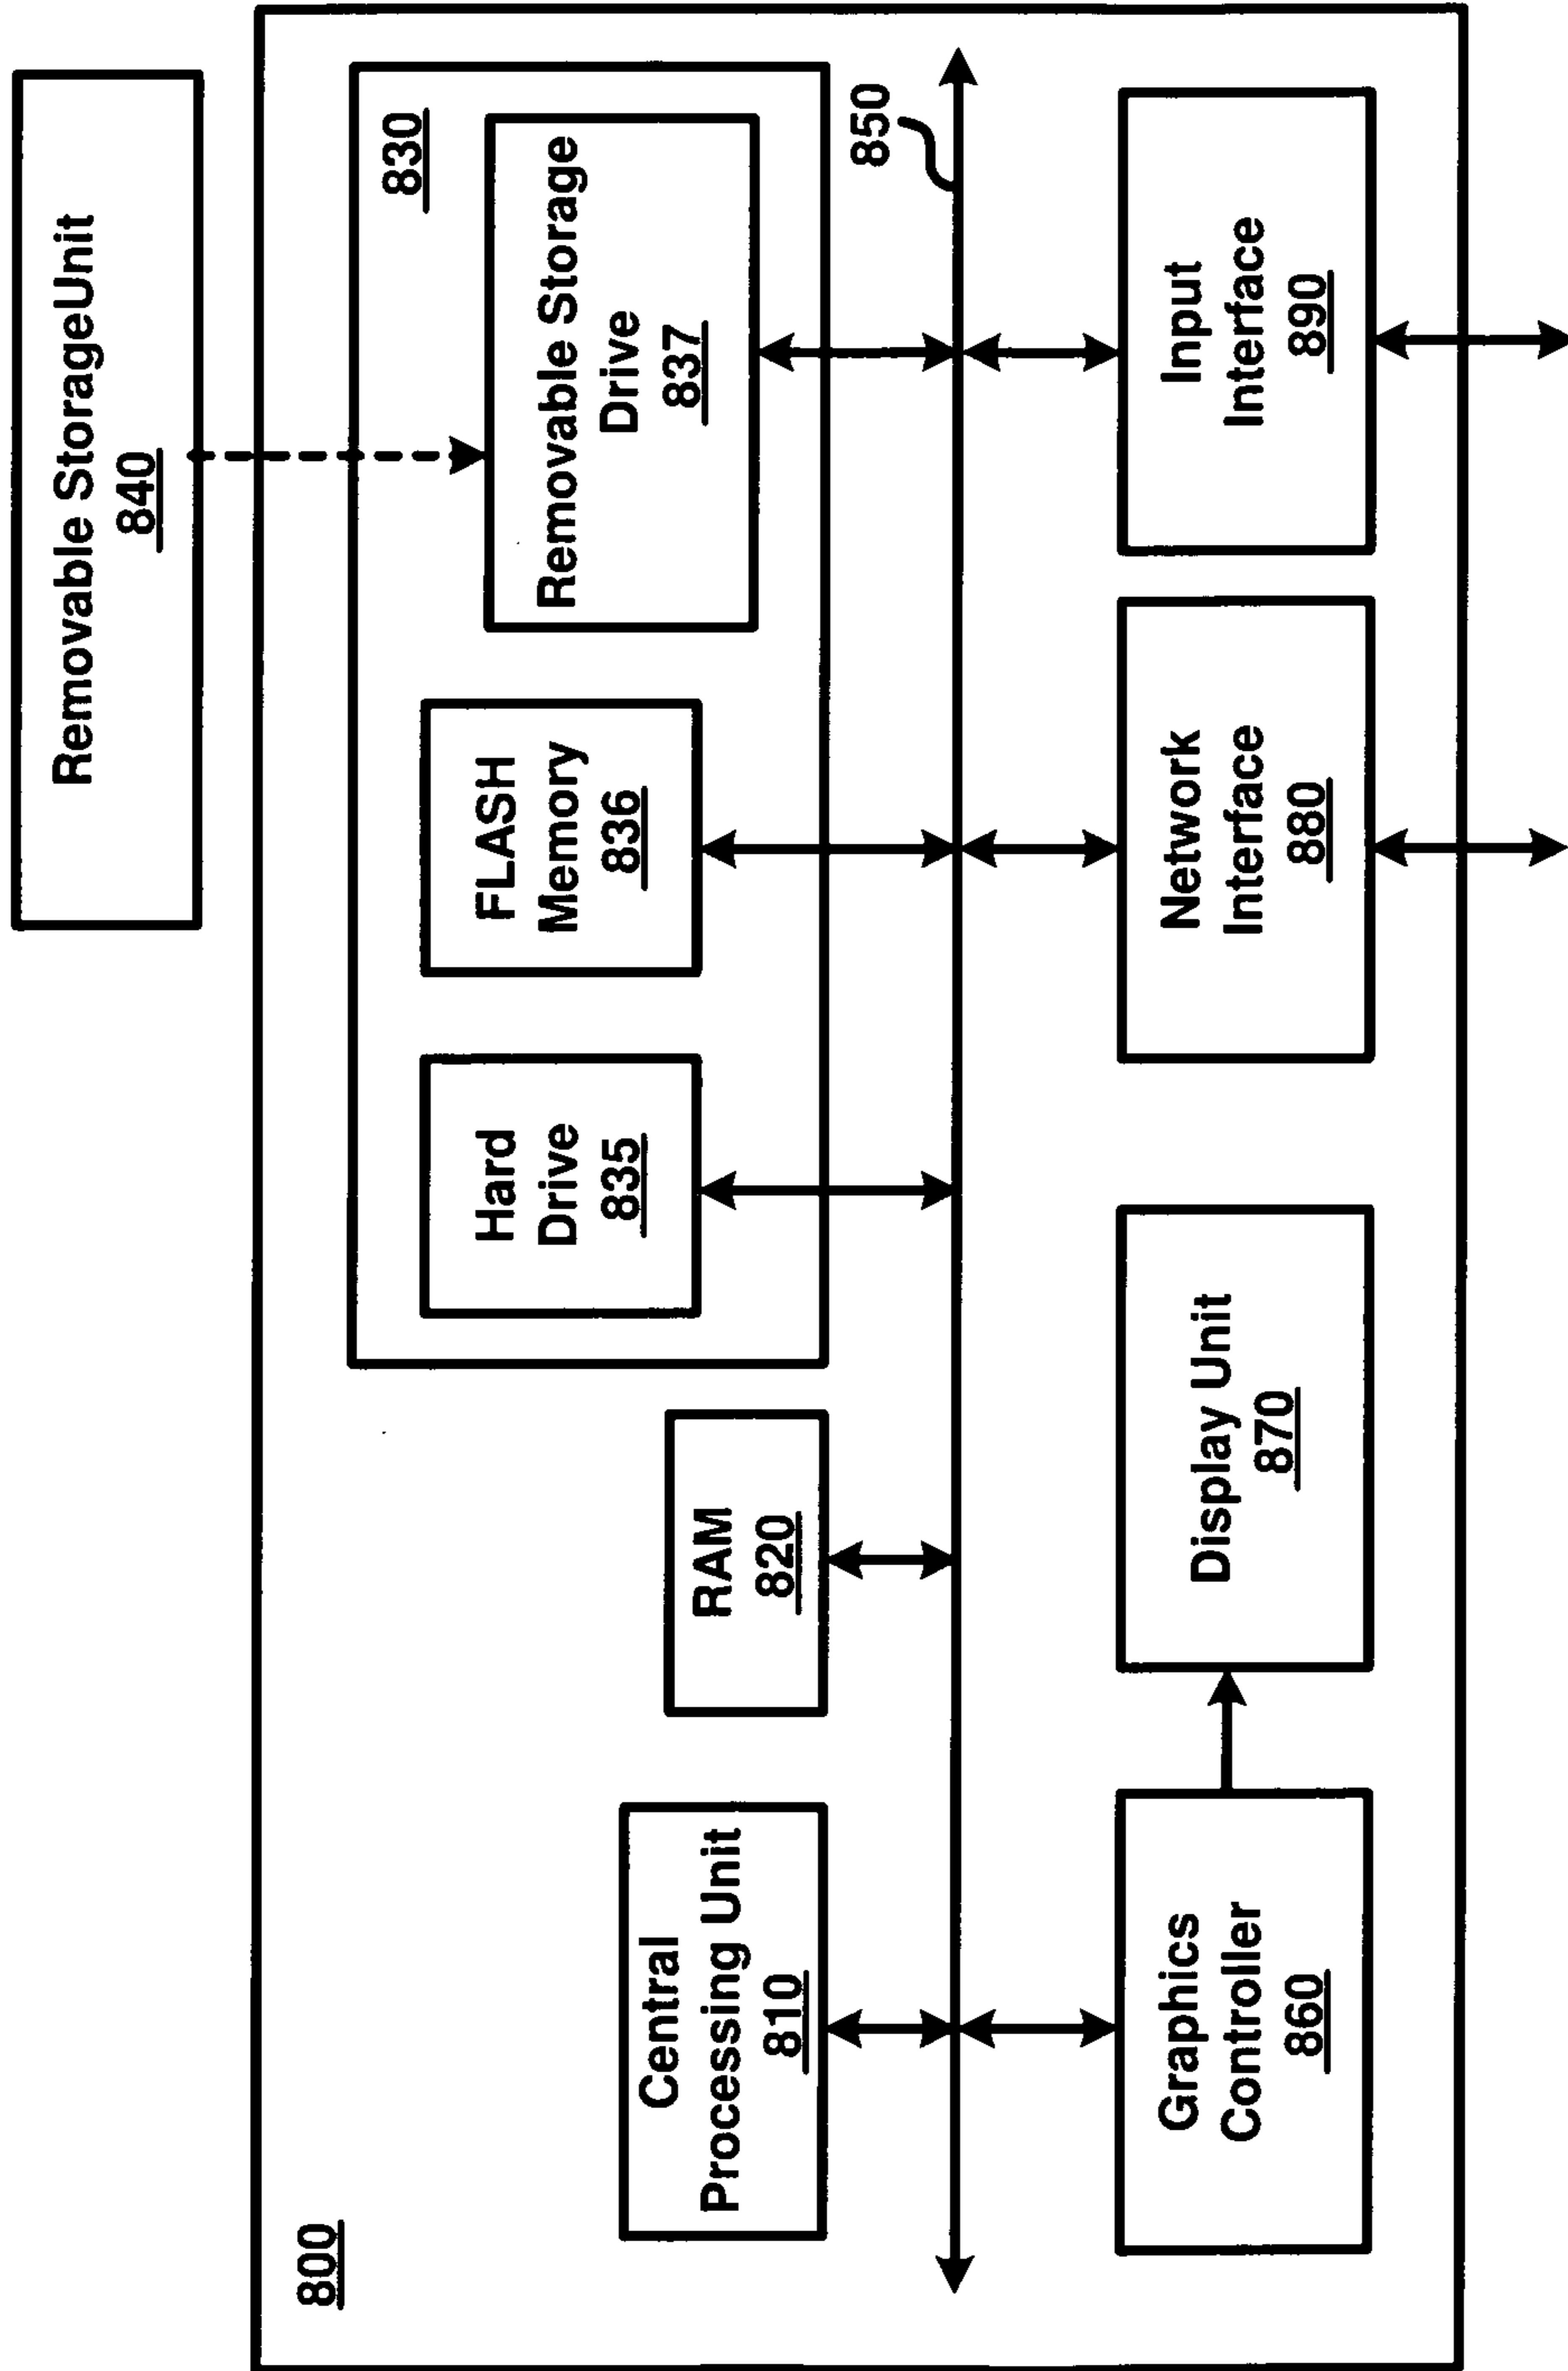 800
Removable StorageUnit
840
830
Hard
Drive
835
FLASH
Memory
836
Removable Storage
Drive
837
Central
Processing Unit
810
RAM
820
850
Graphics
Controller
860
Display Unit
870
Network
Interface
880
Input
Interface
890